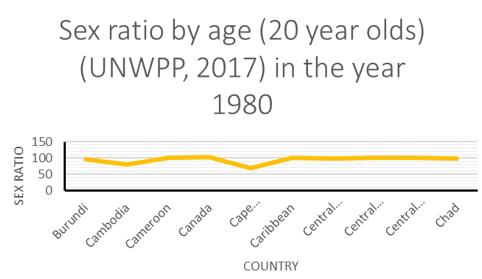 Sex ratio by age (20 year olds)
(UNWPP, 2017) in the year
1980
SEX RATIO
150
100
50
0
Burundi
Cambodia
Cameroon
Canada
Cape...
Caribbean
Central...
Central...
Central...
Chad
COUNTRY